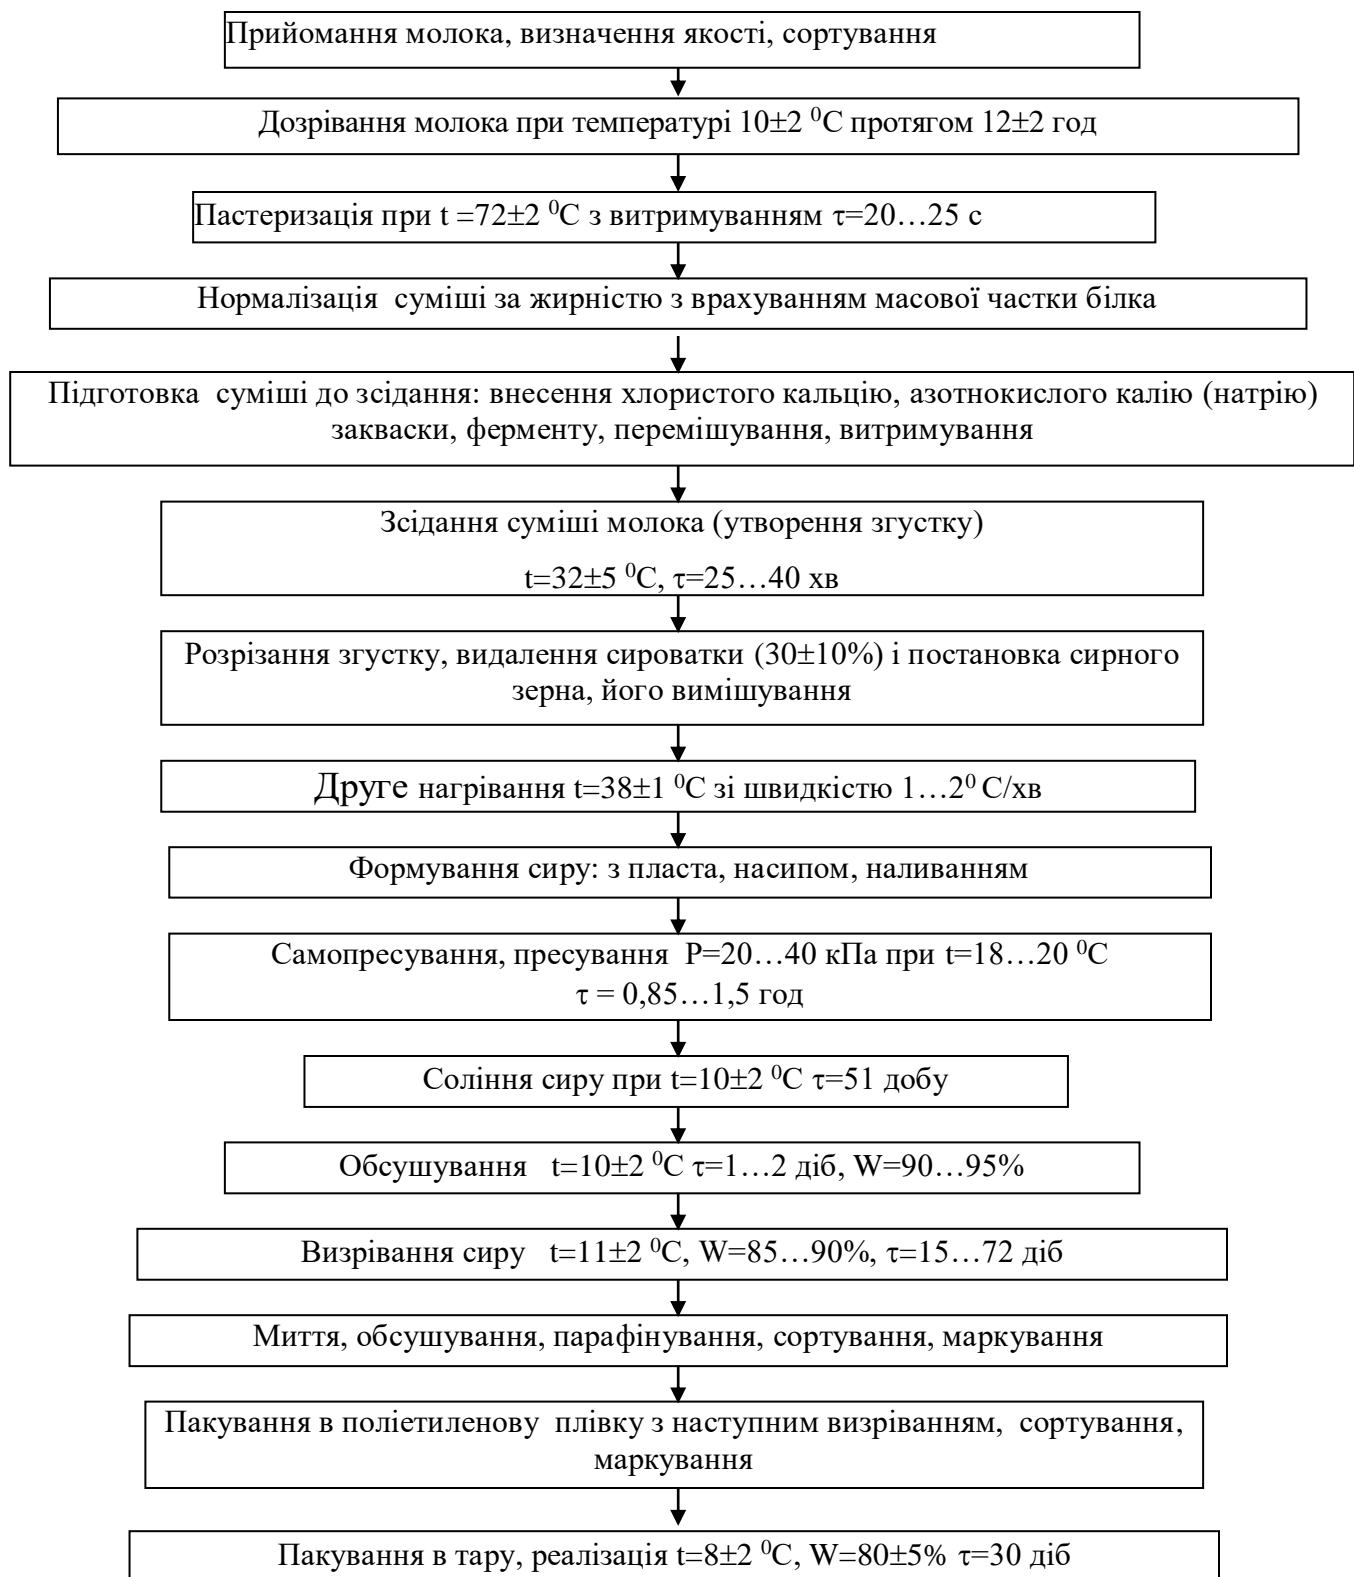 Прийомання молока, визначення якості, сортування
Дозрівання молока при температурі 10±2 ⁰С протягом 12±2 год
Пастеризація при t =72±2 ⁰С з витримуванням τ=20…25 с
Нормалізація суміші за жирністю з врахуванням масової частки білка
Підготовка суміші до зсідання: внесення хлористого кальцію, азотнокислого калію (натрію)
закваски, ферменту, перемішування, витримування
Зсідання суміші молока (утворення згустку)
t=32±5 ⁰С, τ=25…40 хв
Розрізання згустку, видалення сироватки (30±10%) і постановка сирного
зерна, його вимішування
Друге нагрівання t=38±1 ⁰С зі швидкістю 1…2⁰ С/хв
Формування сиру: з пласта, насипом, наливанням
Самопресування, пресування Р=20…40 кПа при t=18…20 ⁰С
τ = 0,85…1,5 год
Соління сиру при t=10±2 ⁰С τ=51 добу
Обсушування t=10±2 ⁰С τ=1…2 діб, W=90…95%
Визрівання сиру t=11±2 ⁰С, W=85…90%, τ=15…72 діб
Миття, обсушування, парафінування, сортування, маркування
Пакування в поліетиленову плівку з наступним визріванням, сортування,
маркування
Пакування в тару, реалізація t=8±2 ⁰С, W=80±5% τ=30 діб